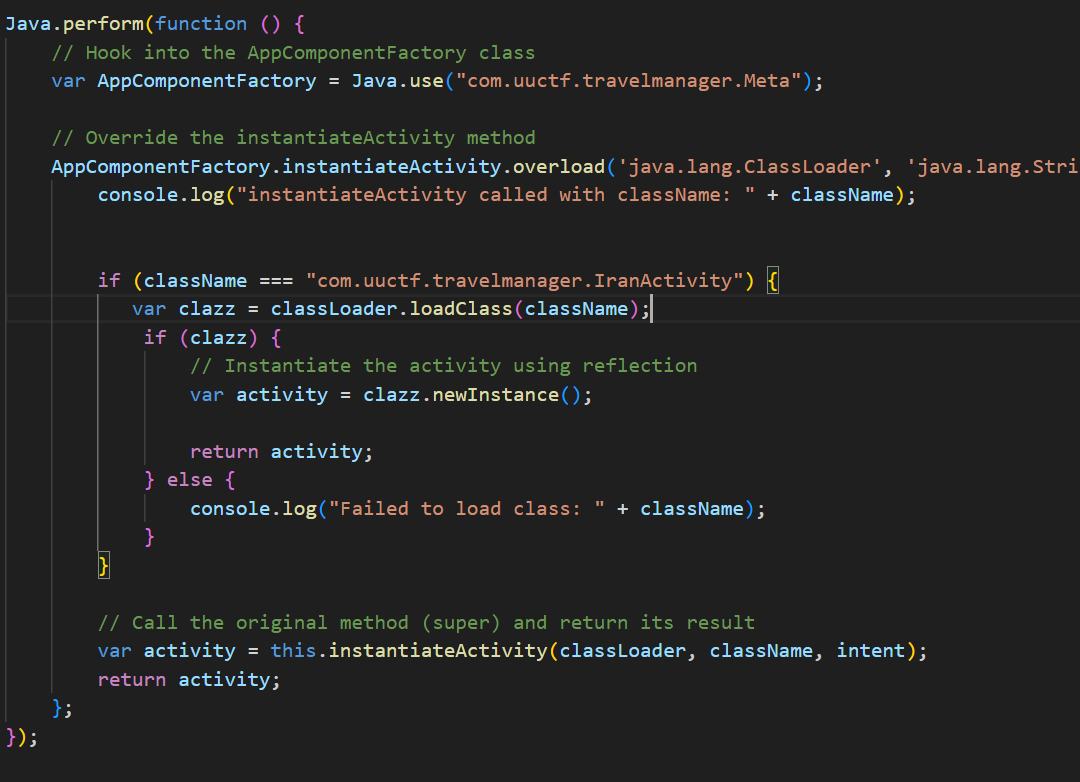 Java.perform(function () {
// Hook into the AppComponentFactory class
var AppComponentFactory = Java.use("com.uuctf.travelmanager.Meta");
// Override the instantiateActivity method
AppComponentFactory.instantiateActivity.overload('java.lang.ClassLoader', 'java.lang.Stri
console.log("instantiateActivity called with className: " + className);
if (className === "com.uuctf.travelmanager.IranActivity") {
var clazz = classLoader.loadClass(className);
if (clazz) {
// Instantiate the activity using reflection
var activity = clazz.newInstance();
return activity;
} else {
console.log("Failed to load class: " + className);
}
}
// Call the original method (super) and return its result
var activity = this.instantiateActivity(classLoader, className, intent);
return activity;
};
});